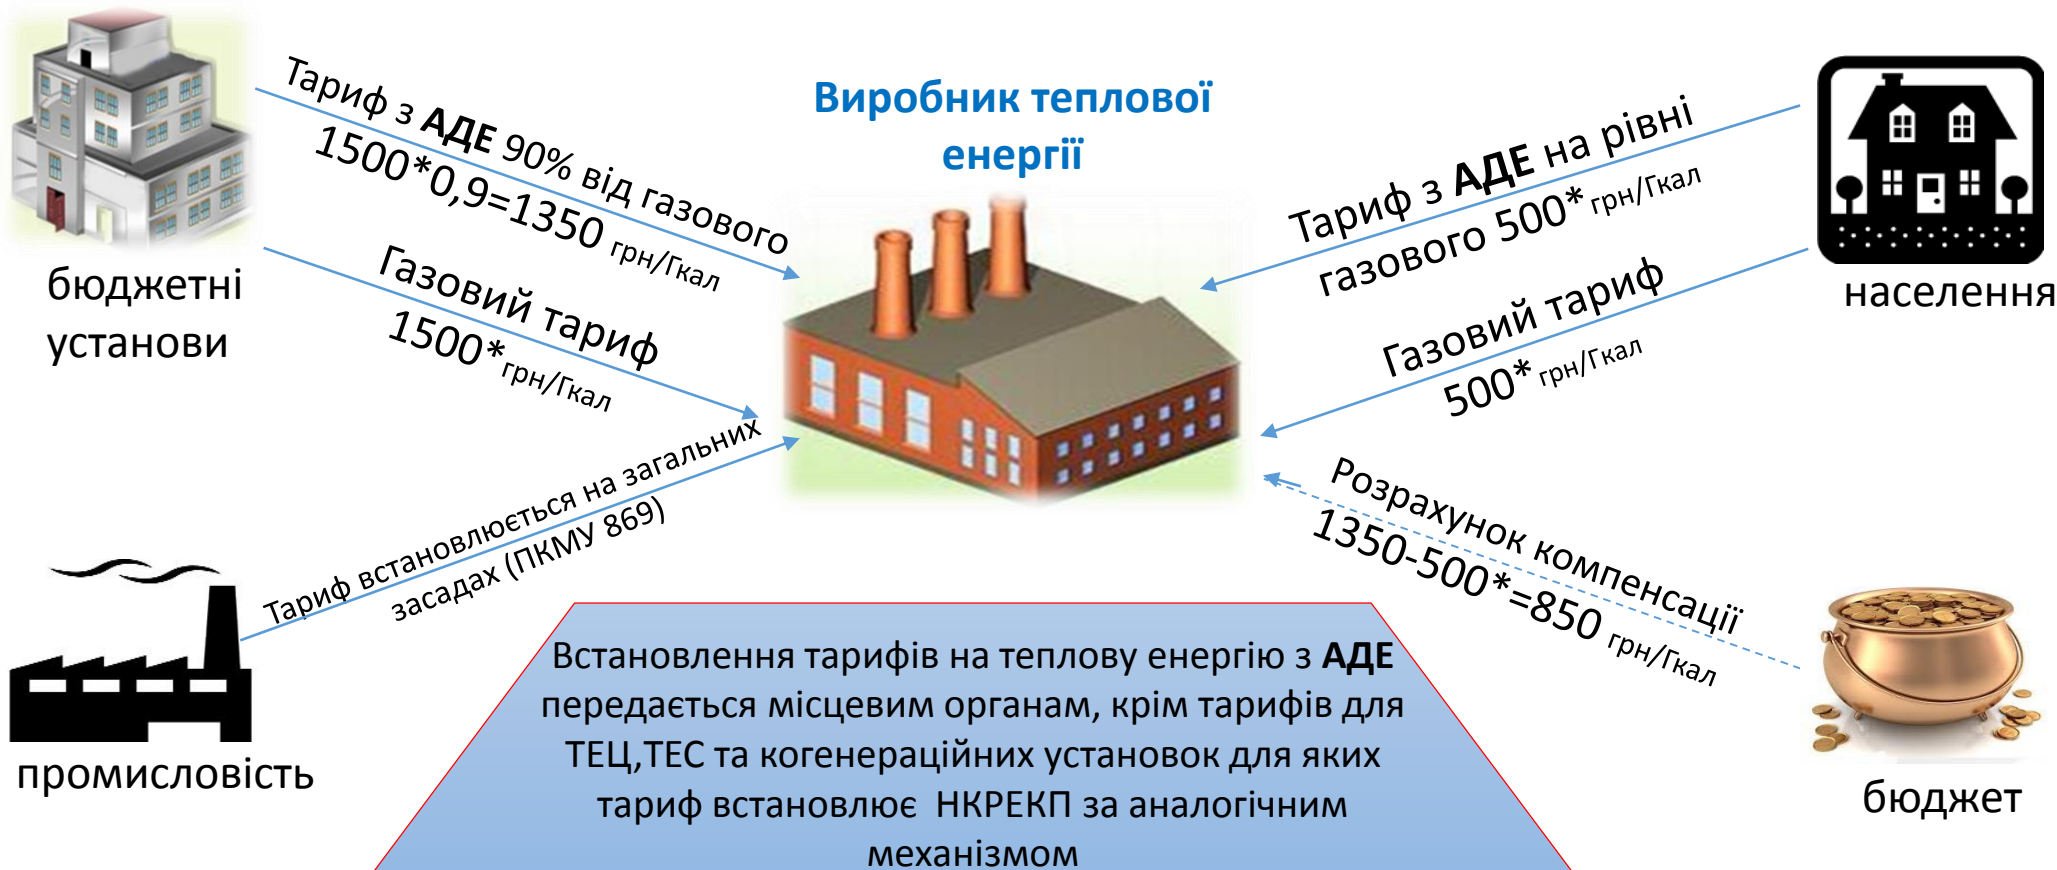 Виробник теплової
енергії
Тариф з АДЕ 90% від газового
1500*0,9=1350 грн/Гкал
Газовий тариф
1500*грн/Гкал
бюджетні
установи
Тариф встановлюється на загальних
засадах (ПКМУ 869)
промисловість
Тариф з АДЕ на рівні
газового 500* грн/Гкал
Газовий тариф
500* грн/Гкал
населення
Розрахунок компенсації
1350-500*=850 грн/Гкал
бюджет
Встановлення тарифів на теплову енергію з АДЕ
передається місцевим органам, крім тарифів для
ТЕЦ,ТЕС та когенераційних установок для яких
тариф встановлює НКРЕКП за аналогічним
механізмом